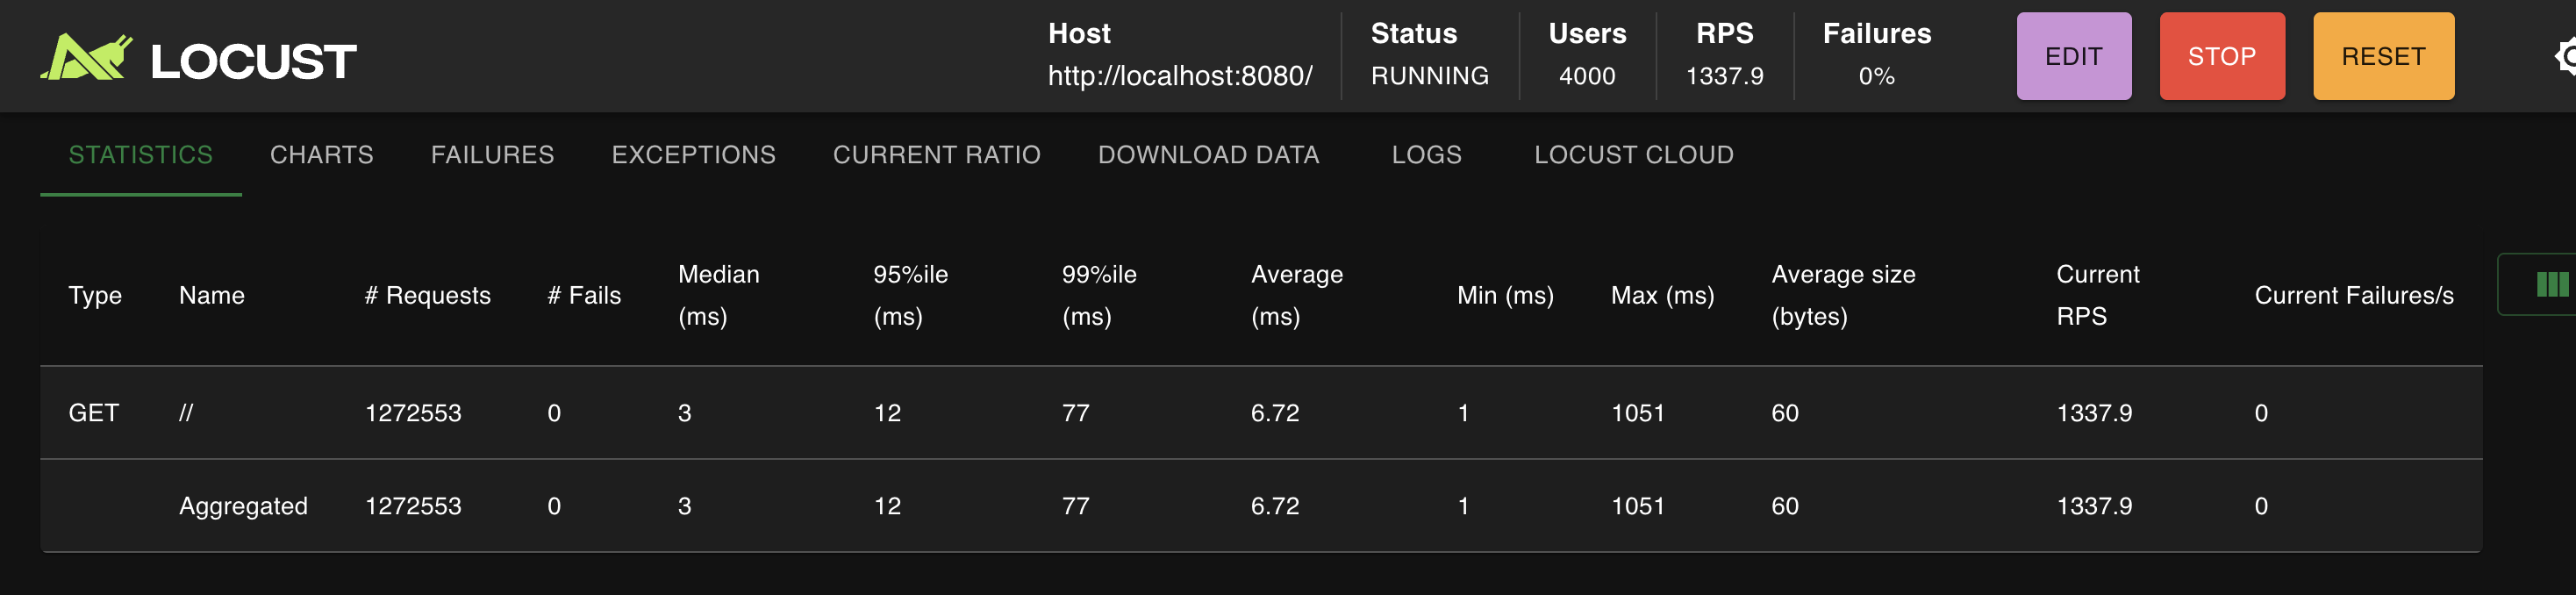 LOCUST
Host
http://localhost:8080/
Status
RUNNING
Users
4000
RPS
1337.9
Failures
0%
EDIT
STOP
RESET
STATISTICS CHARTS FAILURES EXCEPTIONS CURRENT RATIO DOWNLOAD DATA LOGS LOCUST CLOUD
Type Name # Requests # Fails Median (ms) 95%ile (ms) 99%ile (ms) Average (ms) Min (ms) Max (ms) Average size (bytes) Current RPS Current Failures/s
GET // 1272553 0 3 12 77 6.72 1 1051 60 1337.9 0
Aggregated 1272553 0 3 12 77 6.72 1 1051 60 1337.9 0